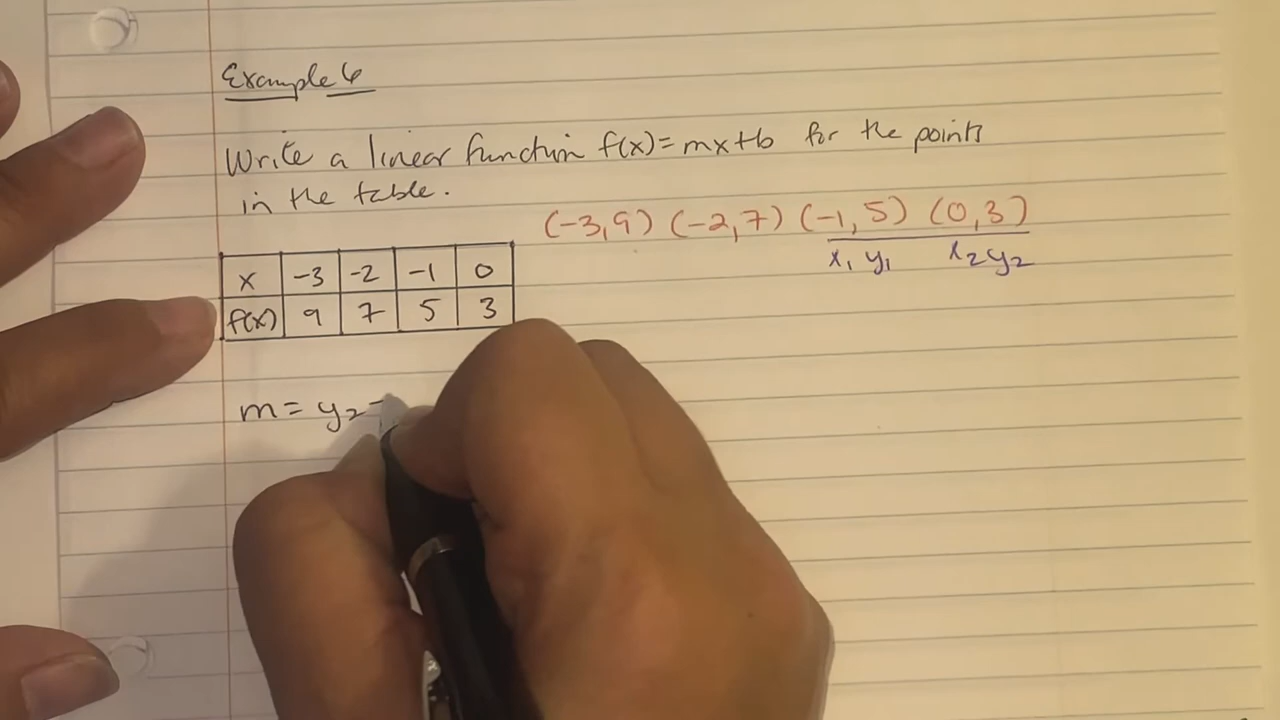 Example 6
Write a linear function f(x)=mx+b for the points
in the table.
(-3,9) (-2,7) (-1,5) (0,3)
x₁ y₁ x₂ y₂
x -3 -2 -1 0
f(x) 9 7 5 3
m = y₂ -